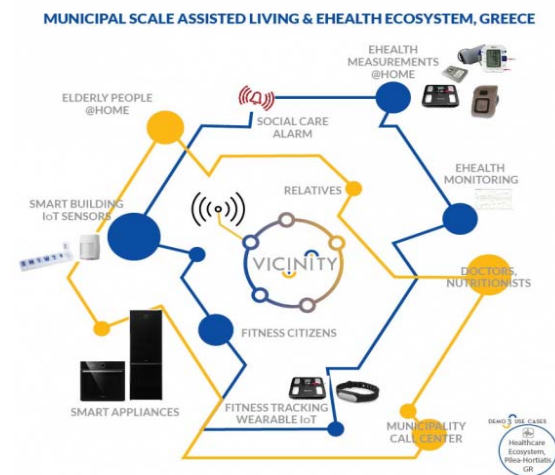 MUNICIPAL SCALE ASSISTED LIVING & EHEALTH ECOSYSTEM, GREECE
EHEALTH
MEASUREMENTS
@HOME
ELDERLY PEOPLE
@HOME
SOCIAL CARE
ALARM
EHEALTH
MONITORING
RELATIVES
SMART BUILDING
IoT SENSORS
VICINITY
DOCTORS,
NUTRITIONISTS
FITNESS CITIZENS
SMART APPLIANCES
FITNESS TRACKING
WEARABLE IoT
MUNICIPALITY
CALL CENTER
DEMO 3 USE CASES
Healthcare
Ecosystem,
Pilea-Hortiatis
GR